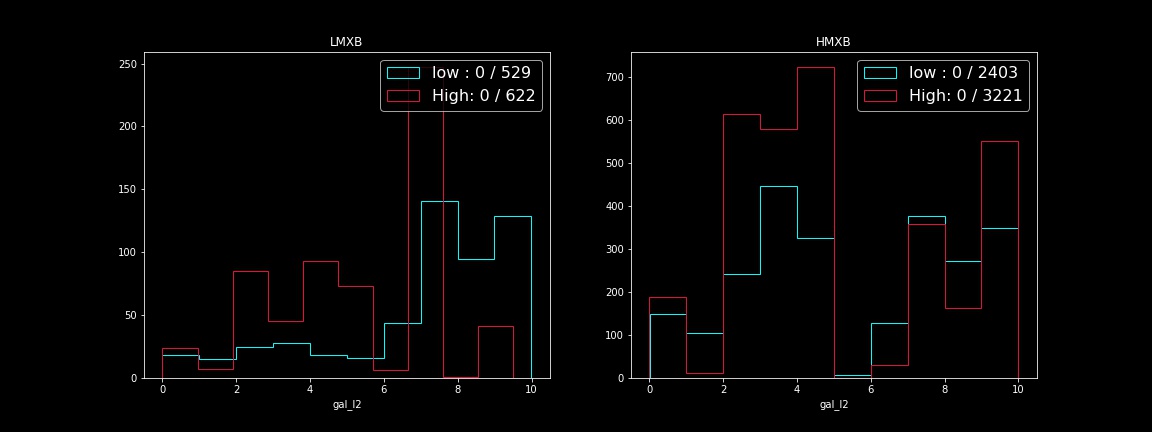 LMXB
low : 0 / 529
High: 0 / 622
250
200
150
100
50
0
0 2 4 6 8 10
gal_l2
HMXB
low : 0 / 2403
High: 0 / 3221
700
600
500
400
300
200
100
0
0 2 4 6 8 10
gal_l2